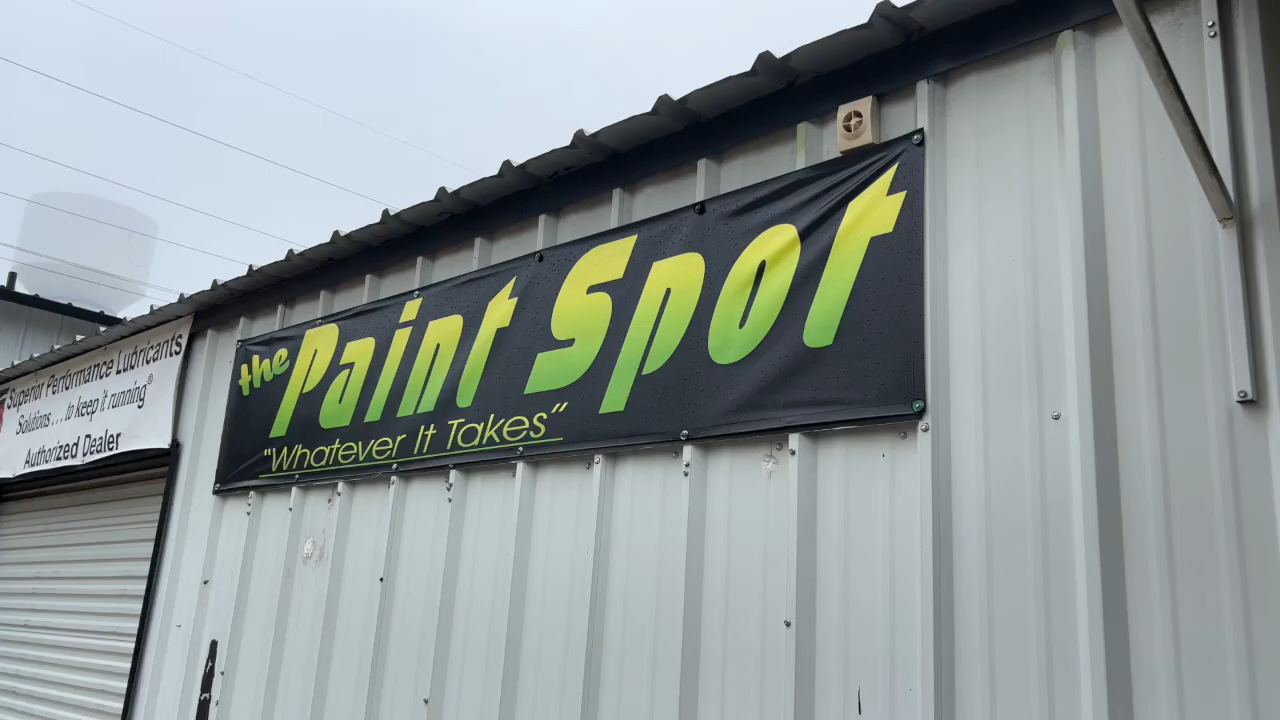 the Paint Spot
"Whatever It Takes"
Superior Performance Lubricants
Solutions... to keep it running®
Authorized Dealer